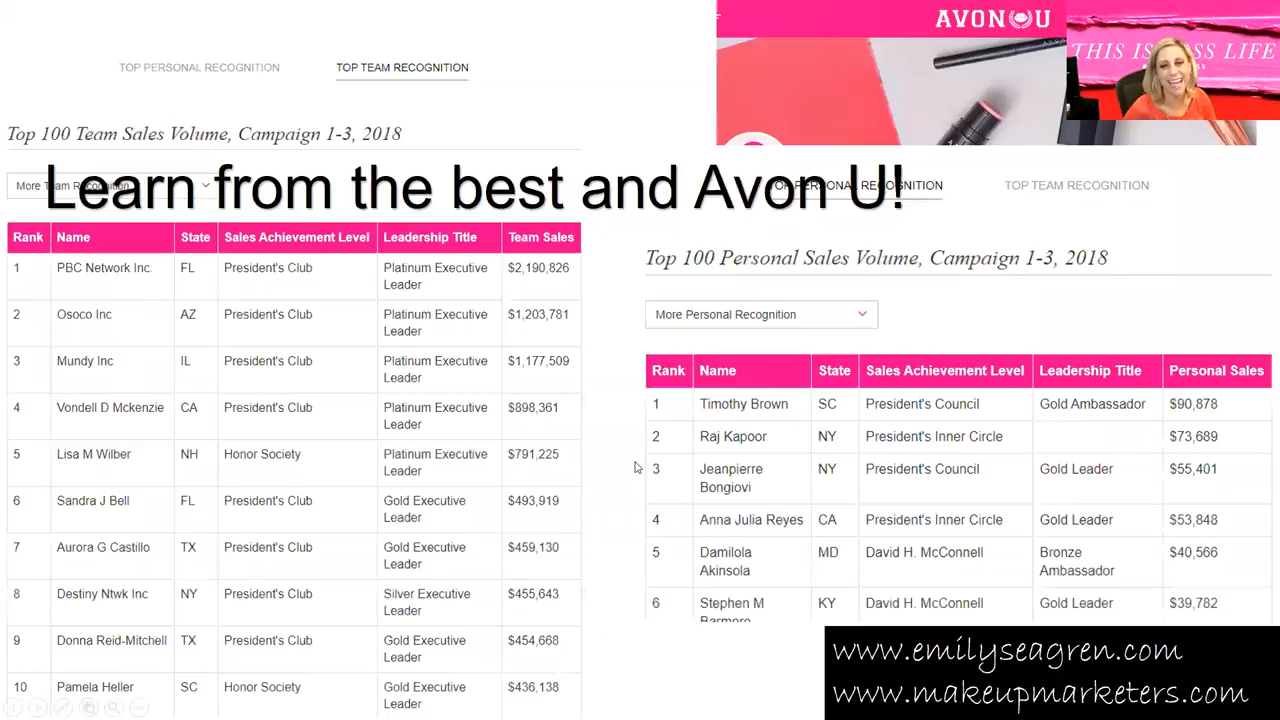 AVON U
THIS IS BOSS LIFE
TOP PERSONAL RECOGNITION TOP TEAM RECOGNITION
Top 100 Team Sales Volume, Campaign 1-3, 2018
More Team Recognition
Learn from the best and Avon U!
TOP PERSONAL RECOGNITION TOP TEAM RECOGNITION
Rank Name State Sales Achievement Level Leadership Title Team Sales
1 PBC Network Inc. FL President's Club Platinum Executive Leader $2,190,826
2 Osoco Inc AZ President's Club Platinum Executive Leader $1,203,781
3 Mundy Inc IL President's Club Platinum Executive Leader $1,177,509
4 Vondell D Mckenzie CA President's Club Platinum Executive Leader $898,361
5 Lisa M Wilber NH Honor Society Platinum Executive Leader $791,225
6 Sandra J Bell FL President's Club Gold Executive Leader $493,919
7 Aurora G Castillo TX President's Club Gold Executive Leader $459,130
8 Destiny Ntwk Inc NY President's Club Silver Executive Leader $455,643
9 Donna Reid-Mitchell TX President's Club Gold Executive Leader $454,668
10 Pamela Heller SC Honor Society Gold Executive Leader $436,138
Top 100 Personal Sales Volume, Campaign 1-3, 2018
More Personal Recognition
Rank Name State Sales Achievement Level Leadership Title Personal Sales
1 Timothy Brown SC President's Council Gold Ambassador $90,878
2 Raj Kapoor NY President's Inner Circle $73,689
3 Jeanpierre Bongiovi NY President's Council Gold Leader $55,401
4 Anna Julia Reyes CA President's Inner Circle Gold Leader $53,848
5 Damilola Akinsola MD David H. McConnell Bronze Ambassador $40,566
6 Stephen M Barmore KY David H. McConnell Gold Leader $39,782
www.emilyseagren.com
www.makeupmarketers.com